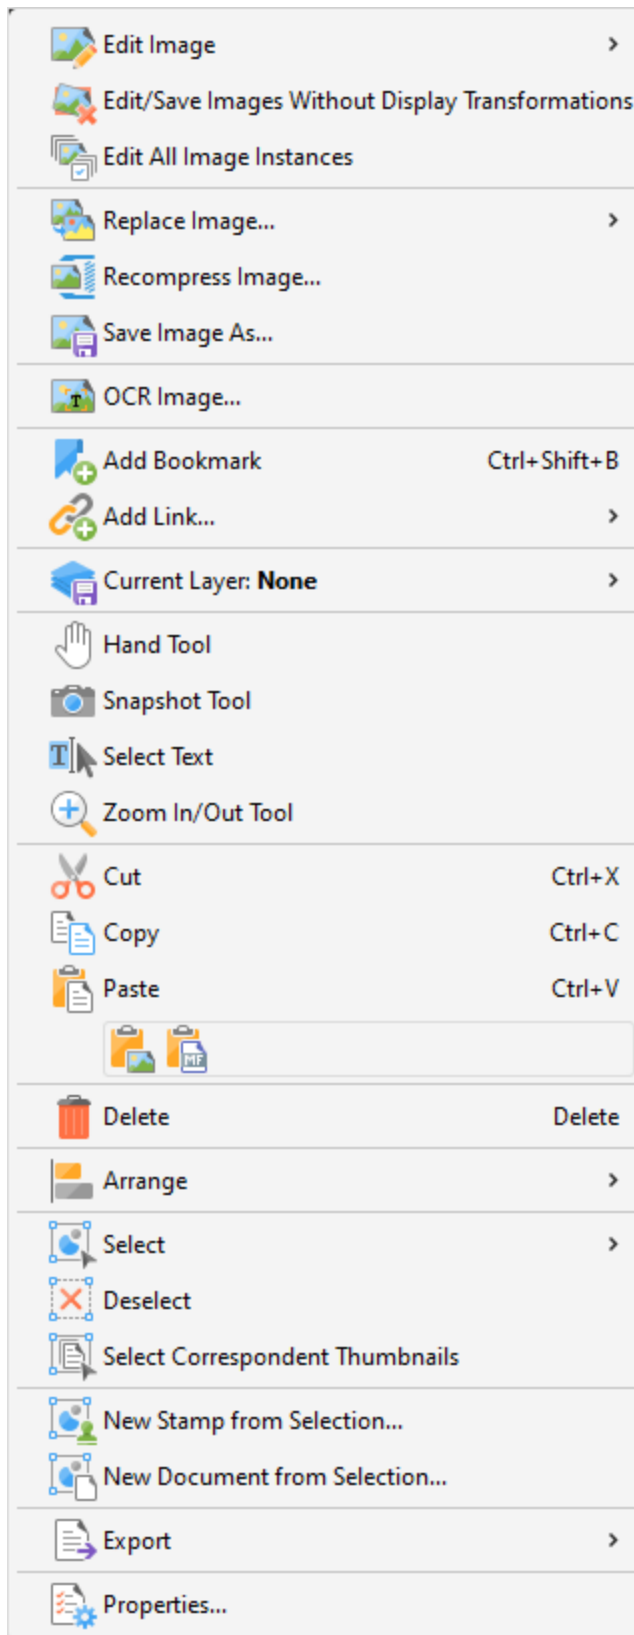 Edit Image
Edit/Save Images Without Display Transformations
Edit All Image Instances
Replace Image...
Recompress Image...
Save Image As...
OCR Image...
Add Bookmark Ctrl+Shift+B
Add Link...
Current Layer: None
Hand Tool
Snapshot Tool
Select Text
Zoom In/Out Tool
Cut Ctrl+X
Copy Ctrl+C
Paste Ctrl+V
MF
Delete Delete
Arrange
Select
Deselect
Select Correspondent Thumbnails
New Stamp from Selection...
New Document from Selection...
Export
Properties...